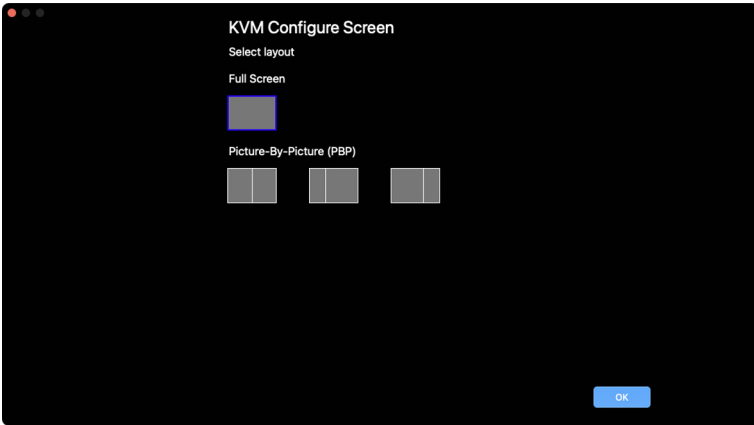 KVM Configure Screen
Select layout
Full Screen
Picture-By-Picture (PBP)
OK